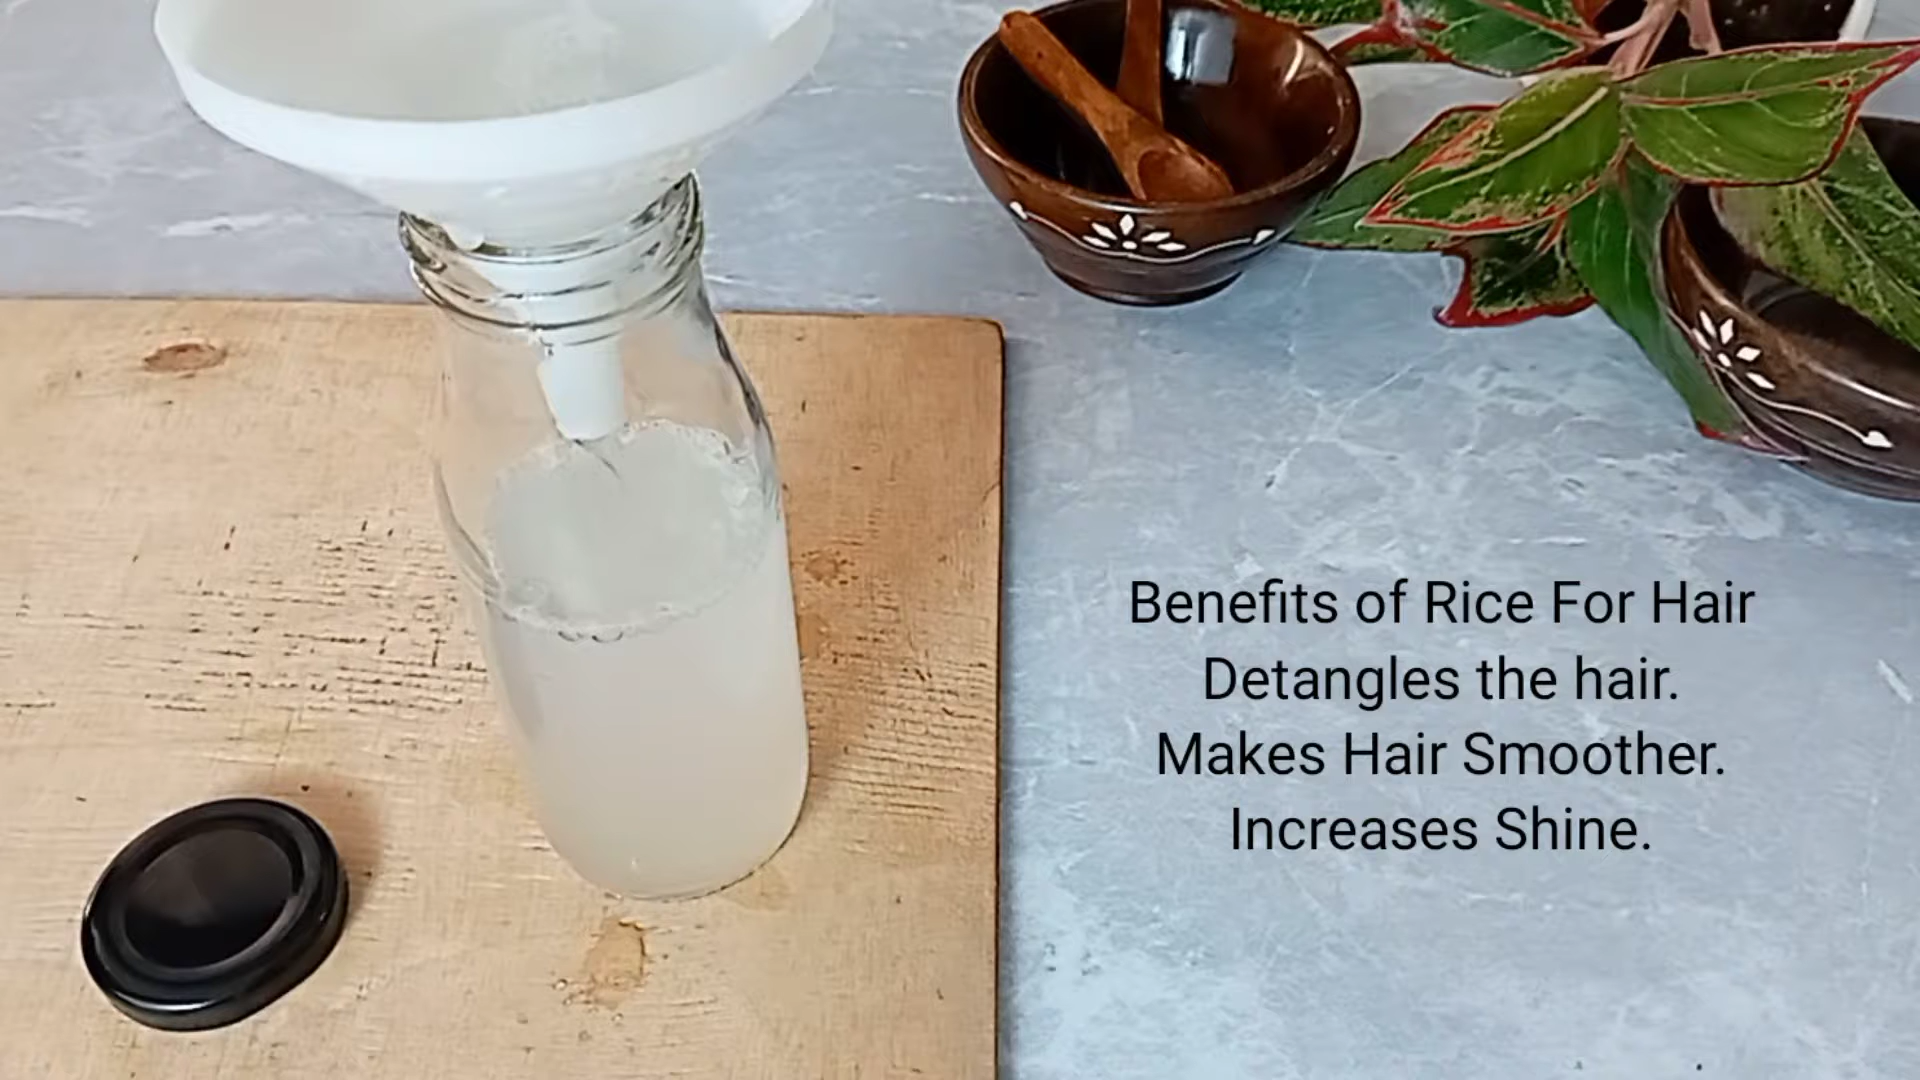 Benefits of Rice For Hair
Detangles the hair.
Makes Hair Smoother.
Increases Shine.